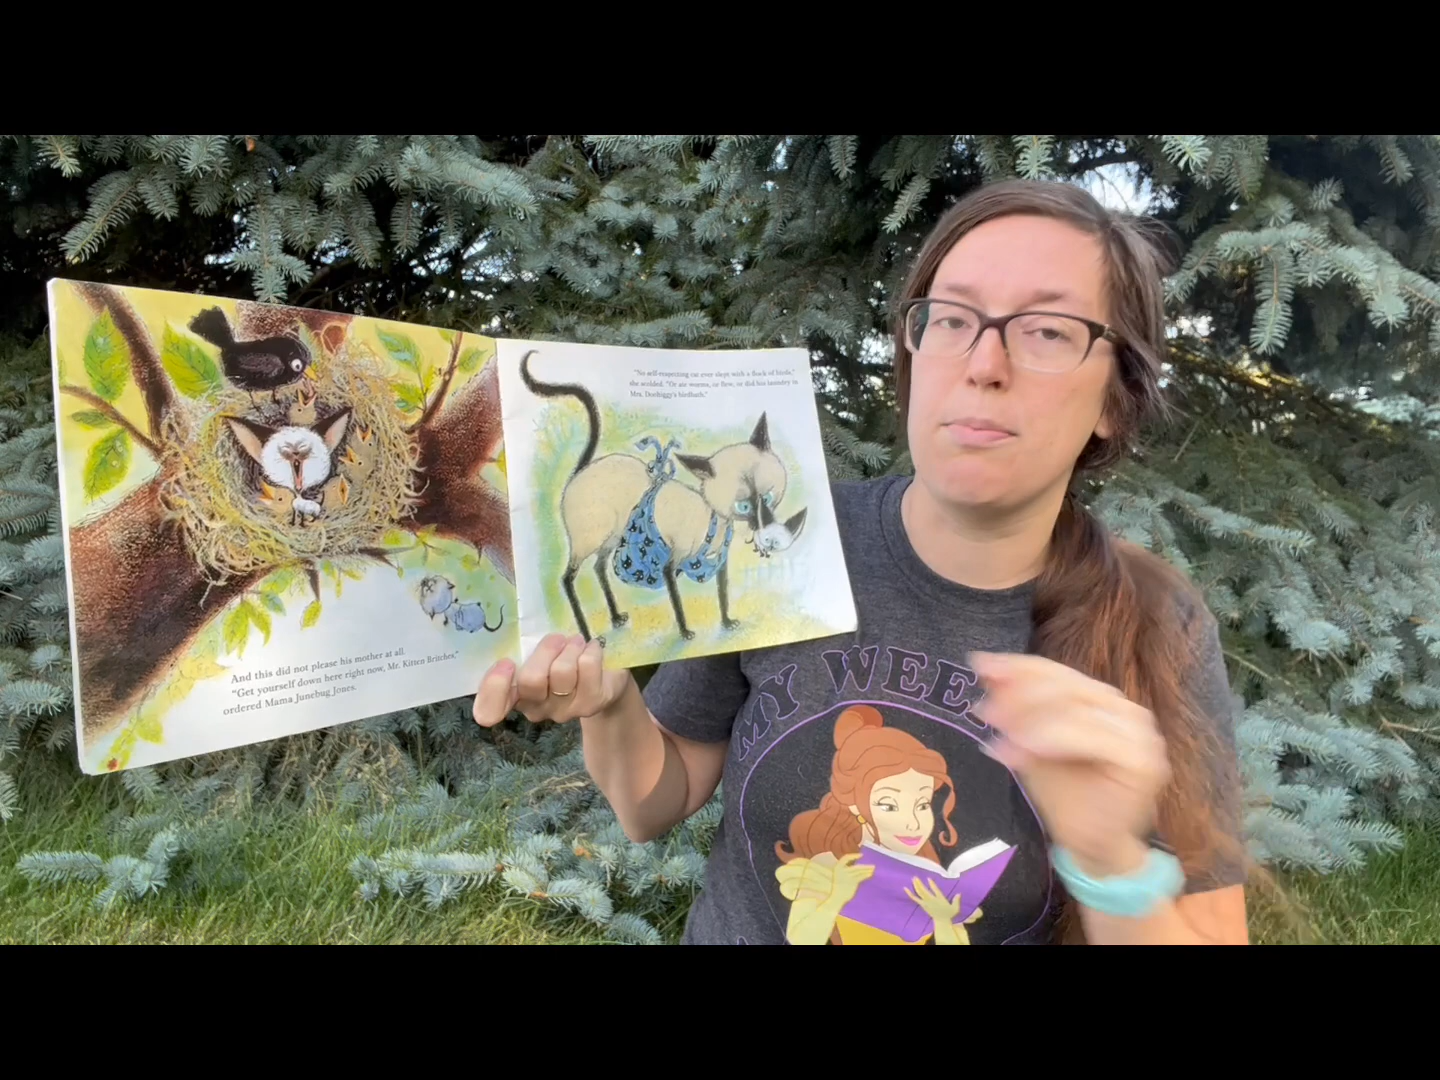 And this did not please his mother at all.
"Get yourself down here right now, Mr. Kitten Britches,"
ordered Mama Junebug Jones.
"No self-respecting cat ever slept with a flock of birds,"
she scolded. "Or ate worms, or flew, or did his laundry in
Mrs. Doohiggy's birdbath."
MY WEE